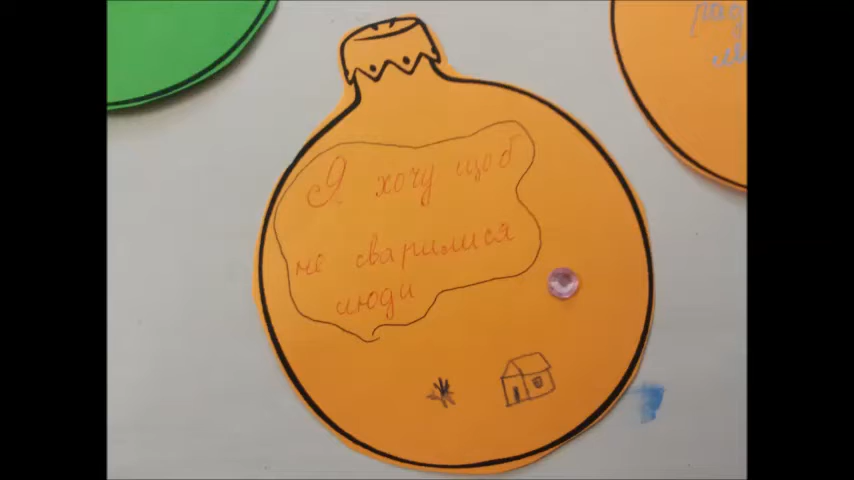 Я хочу щоб
не сварилися
люди